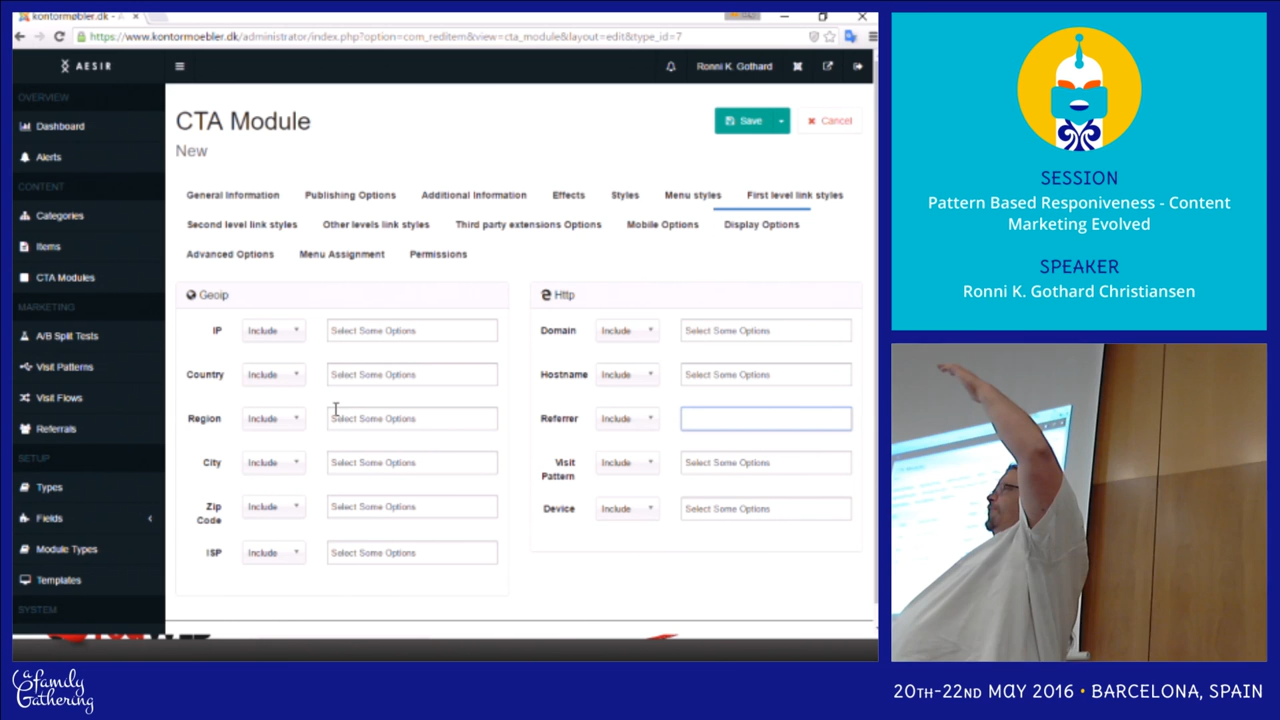 kontormøbler.dk - A
https://www.kontormoebler.dk/administrator/index.php?option=com_reditem&view=cta_module&layout=edit&type_id=7
AESIR
Ronni K. Gothard
OVERVIEW
Dashboard
Alerts
CONTENT
Categories
Items
CTA Modules
MARKETING
A/B Split Tests
Visit Patterns
Visit Flows
Referrals
SETUP
Types
Fields
Module Types
Templates
SYSTEM
CTA Module
New
Save
Cancel
General Information
Publishing Options
Additional Information
Effects
Styles
Menu styles
First level link styles
Second level link styles
Other levels link styles
Third party extensions Options
Mobile Options
Display Options
Advanced Options
Menu Assignment
Permissions
Geoip
IP Include Select Some Options
Country Include Select Some Options
Region Include Select Some Options
City Include Select Some Options
Zip
Code Include Select Some Options
ISP Include Select Some Options
Http
Domain Include Select Some Options
Hostname Include Select Some Options
Referrer Include
Visit
Pattern Include Select Some Options
Device Include Select Some Options
SESSION
Pattern Based Responiveness - Content
Marketing Evolved
SPEAKER
Ronni K. Gothard Christiansen
a family
Gathering
20TH-22ND MAY 2016 • BARCELONA, SPAIN